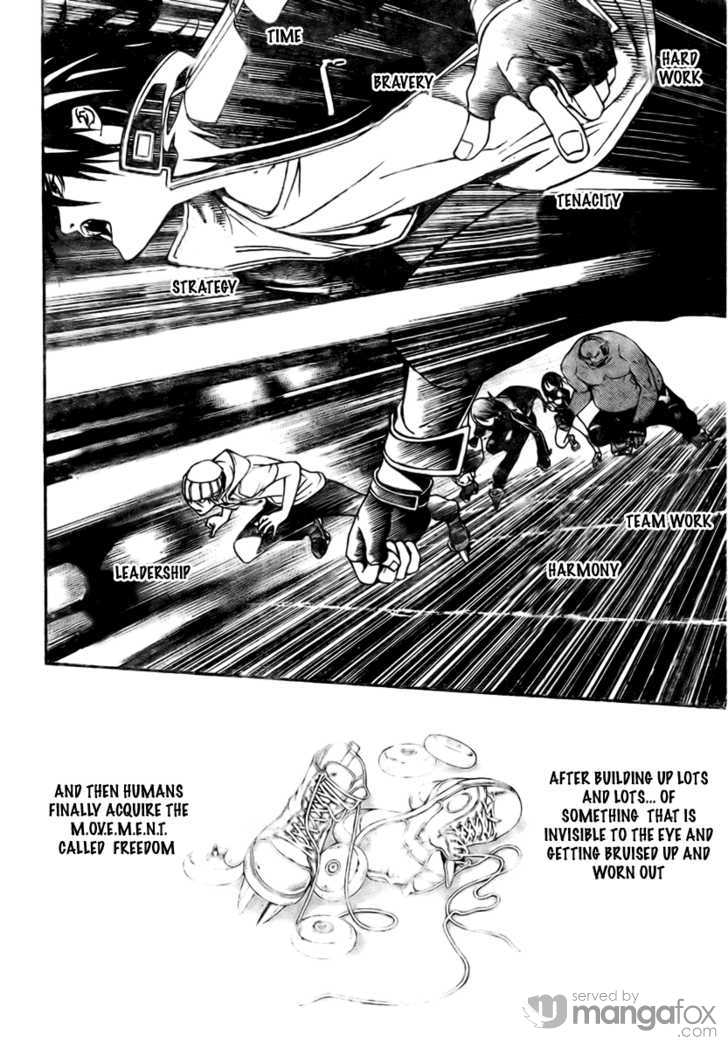 HARD
WORK
TIME
BRAVERY
TENACITY
STRATEGY
TEAM WORK
HARMONY
LEADERSHIP
AFTER BUILDING UP LOTS
AND LOTS... OF
SOMETHING THAT IS
INVISIBLE TO THE EYE AND
GETTING BRUISED UP AND
WORN OUT
AND THEN HUMANS
FINALLY ACQUIRE THE
M.O.V.E.M.E.N.T.
CALLED FREEDOM
served by
mangafox
.com